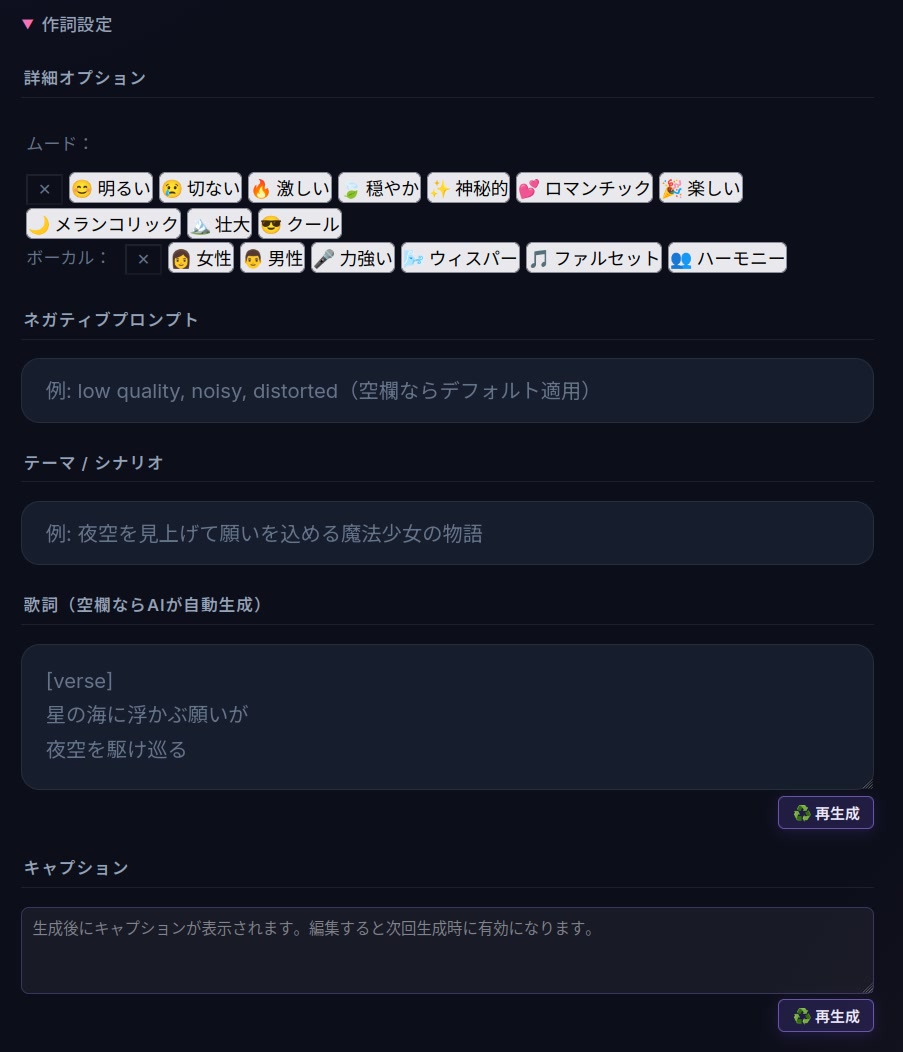 ▼ 作詞設定
詳細オプション
ムード：
× 😊 明るい 😢 切ない 🔥 激しい 🍃 穏やか ✨ 神秘的 💕 ロマンチック 🎉 楽しい
🌙 メランコリック 🏔️ 壮大 😎 クール
ボーカル： × 👩 女性 👨 男性 🎤 力強い 🌬️ ウィスパー 🎵 ファルセット 👥 ハーモニー
ネガティブプロンプト
例: low quality, noisy, distorted（空欄ならデフォルト適用）
テーマ / シナリオ
例: 夜空を見上げて願いを込める魔法少女の物語
歌詞（空欄ならAIが自動生成）
[verse]
星の海に浮かぶ願いが
夜空を駆け巡る
♻️ 再生成
キャプション
生成後にキャプションが表示されます。編集すると次回生成時に有効になります。
♻️ 再生成